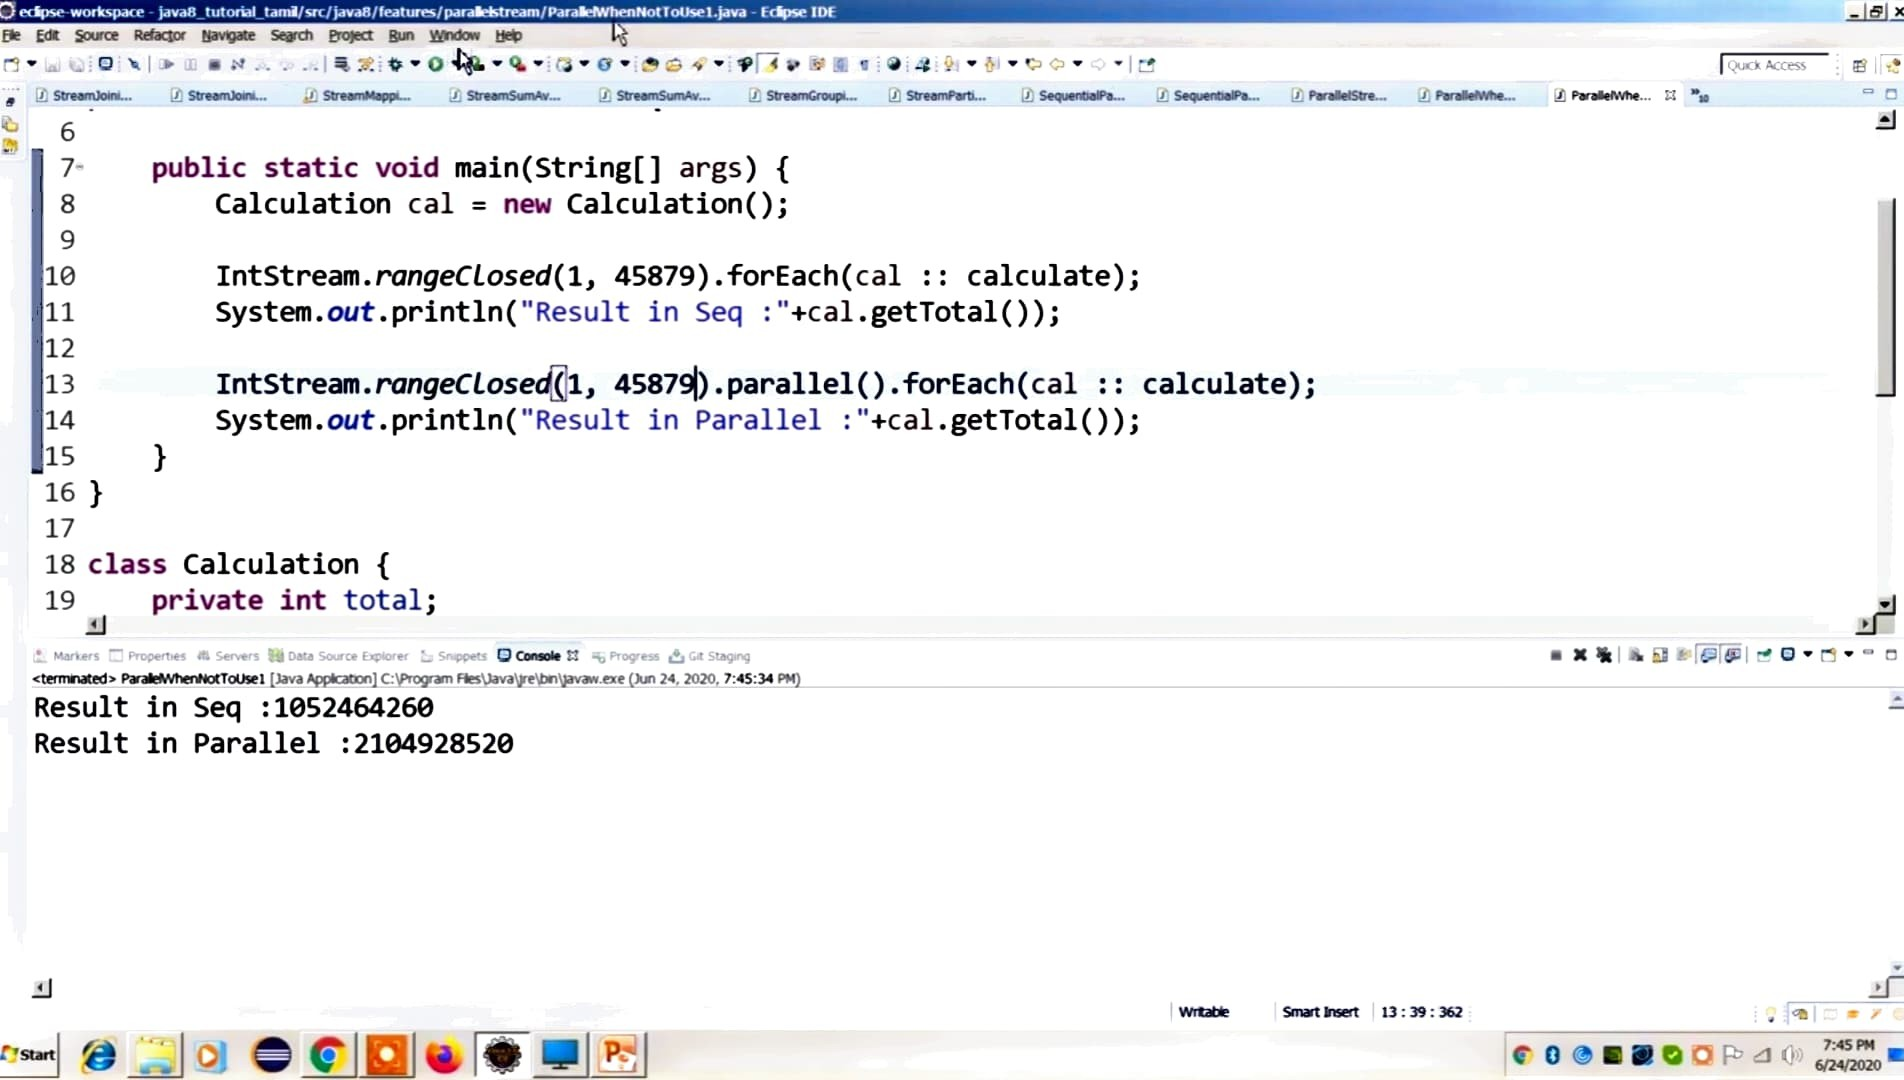 eclipse-workspace - java8_tutorial_tamil/src/java8/features/parallelstream/ParallelWhenNotToUse1.java - Eclipse IDE
File Edit Source Refactor Navigate Search Project Run Window Help
Quick Access
StreamJoini... StreamJoini... StreamMappi... StreamSumAv... StreamSumAv... StreamGroupi... StreamParti... SequentialPa... SequentialPa... ParallelStre... ParallelWhe... ParallelWhe... »10
6
7 public static void main(String[] args) {
8 Calculation cal = new Calculation();
9
10 IntStream.rangeClosed(1, 45879).forEach(cal :: calculate);
11 System.out.println("Result in Seq :"+cal.getTotal());
12
13 IntStream.rangeClosed(1, 45879).parallel().forEach(cal :: calculate);
14 System.out.println("Result in Parallel :"+cal.getTotal());
15 }
16 }
17
18 class Calculation {
19 private int total;
Markers Properties Servers Data Source Explorer Snippets Console Progress Git Staging
<terminated> ParallelWhenNotToUse1 [Java Application] C:\Program Files\Java\jre\bin\javaw.exe (Jun 24, 2020, 7:45:34 PM)
Result in Seq :1052464260
Result in Parallel :2104928520
Writable Smart Insert 13 : 39 : 362
Start
7:45 PM
6/24/2020